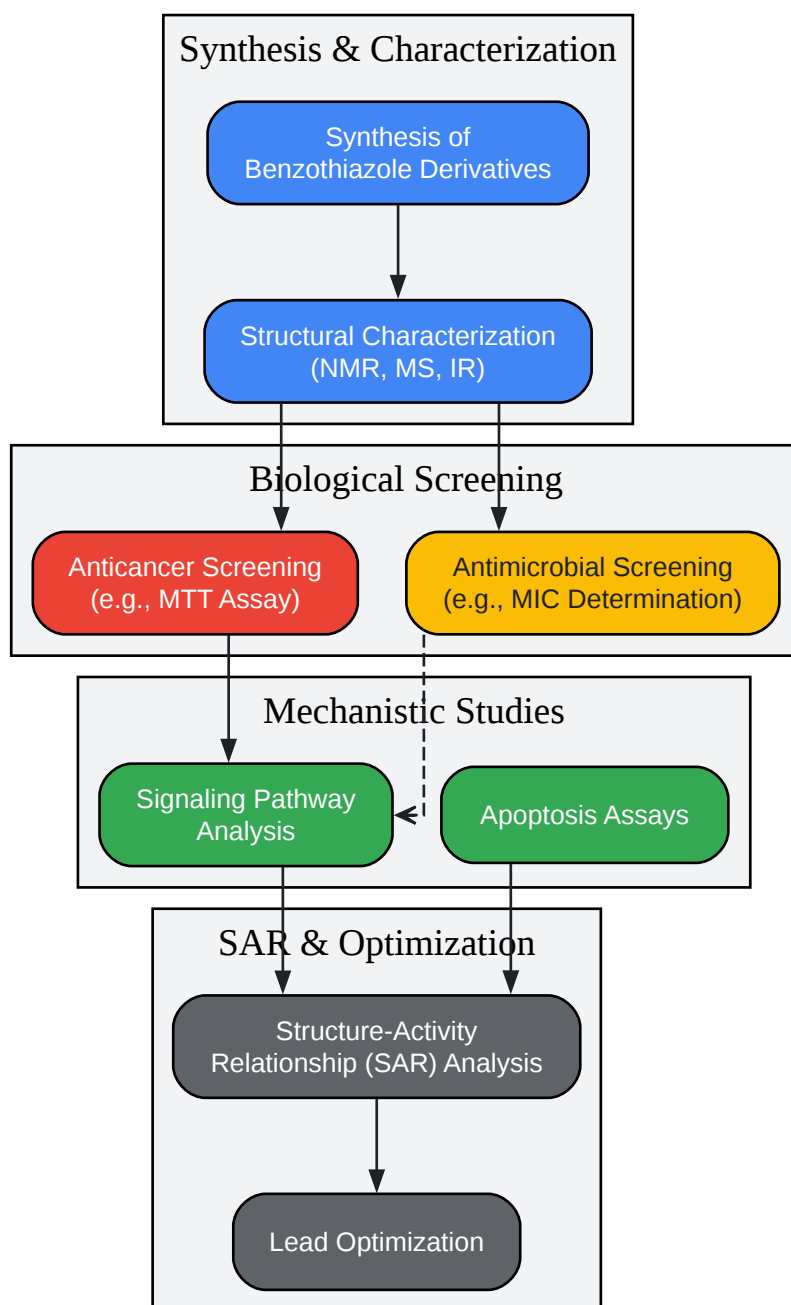 Synthesis & Characterization
Synthesis of
Benzothiazole Derivatives
Structural Characterization
(NMR, MS, IR)
Biological Screening
Anticancer Screening
(e.g., MTT Assay)
Antimicrobial Screening
(e.g., MIC Determination)
Mechanistic Studies
Signaling Pathway
Analysis
Apoptosis Assays
SAR & Optimization
Structure-Activity
Relationship (SAR) Analysis
Lead Optimization